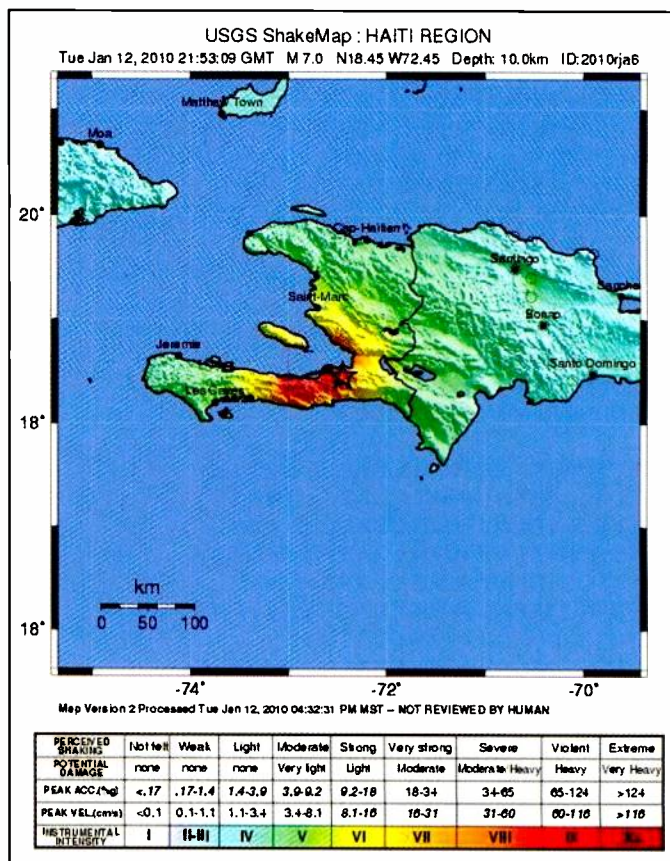 USGS ShakeMap : HAITI REGION
Tue Jan 12, 2010 21:53:09 GMT M 7.0 N18.45 W72.45 Depth: 10.0km ID:2010rja6
Matthew Town
Moa
20°
Cap-Haitien
Santiago
Saint-Marc
Bonao
Jeremie
Santo Domingo
Les Cayes
18°
km
0 50 100
18°
-74° -72° -70°
Map Version 2 Processed Tue Jan 12, 2010 04:32:31 PM MST -- NOT REVIEWED BY HUMAN
PERCEIVED SHAKING Not felt Weak Light Moderate Strong Very strong Severe Violent Extreme
POTENTIAL DAMAGE none none none Very light Light Moderate Moderate/Heavy Heavy Very Heavy
PEAK ACC.(%g) <.17 .17-1.4 1.4-3.9 3.9-9.2 9.2-18 18-34 34-65 65-124 >124
PEAK VEL.(cm/s) <0.1 0.1-1.1 1.1-3.4 3.4-8.1 8.1-16 16-31 31-60 60-116 >116
INSTRUMENTAL INTENSITY I II-III IV V VI VII VIII IX X+